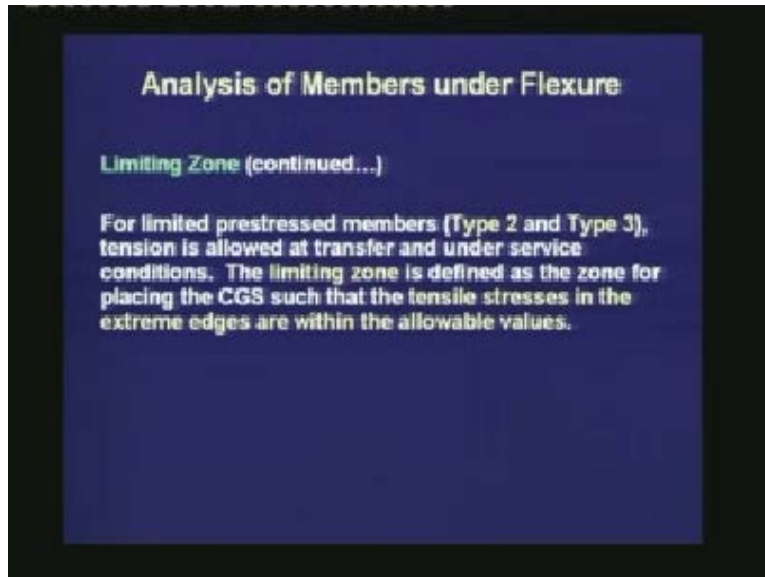 Analysis of Members under Flexure
Limiting Zone (continued...)
For limited prestressed members (Type 2 and Type 3),
tension is allowed at transfer and under service
conditions. The limiting zone is defined as the zone for
placing the CGS such that the tensile stresses in the
extreme edges are within the allowable values.